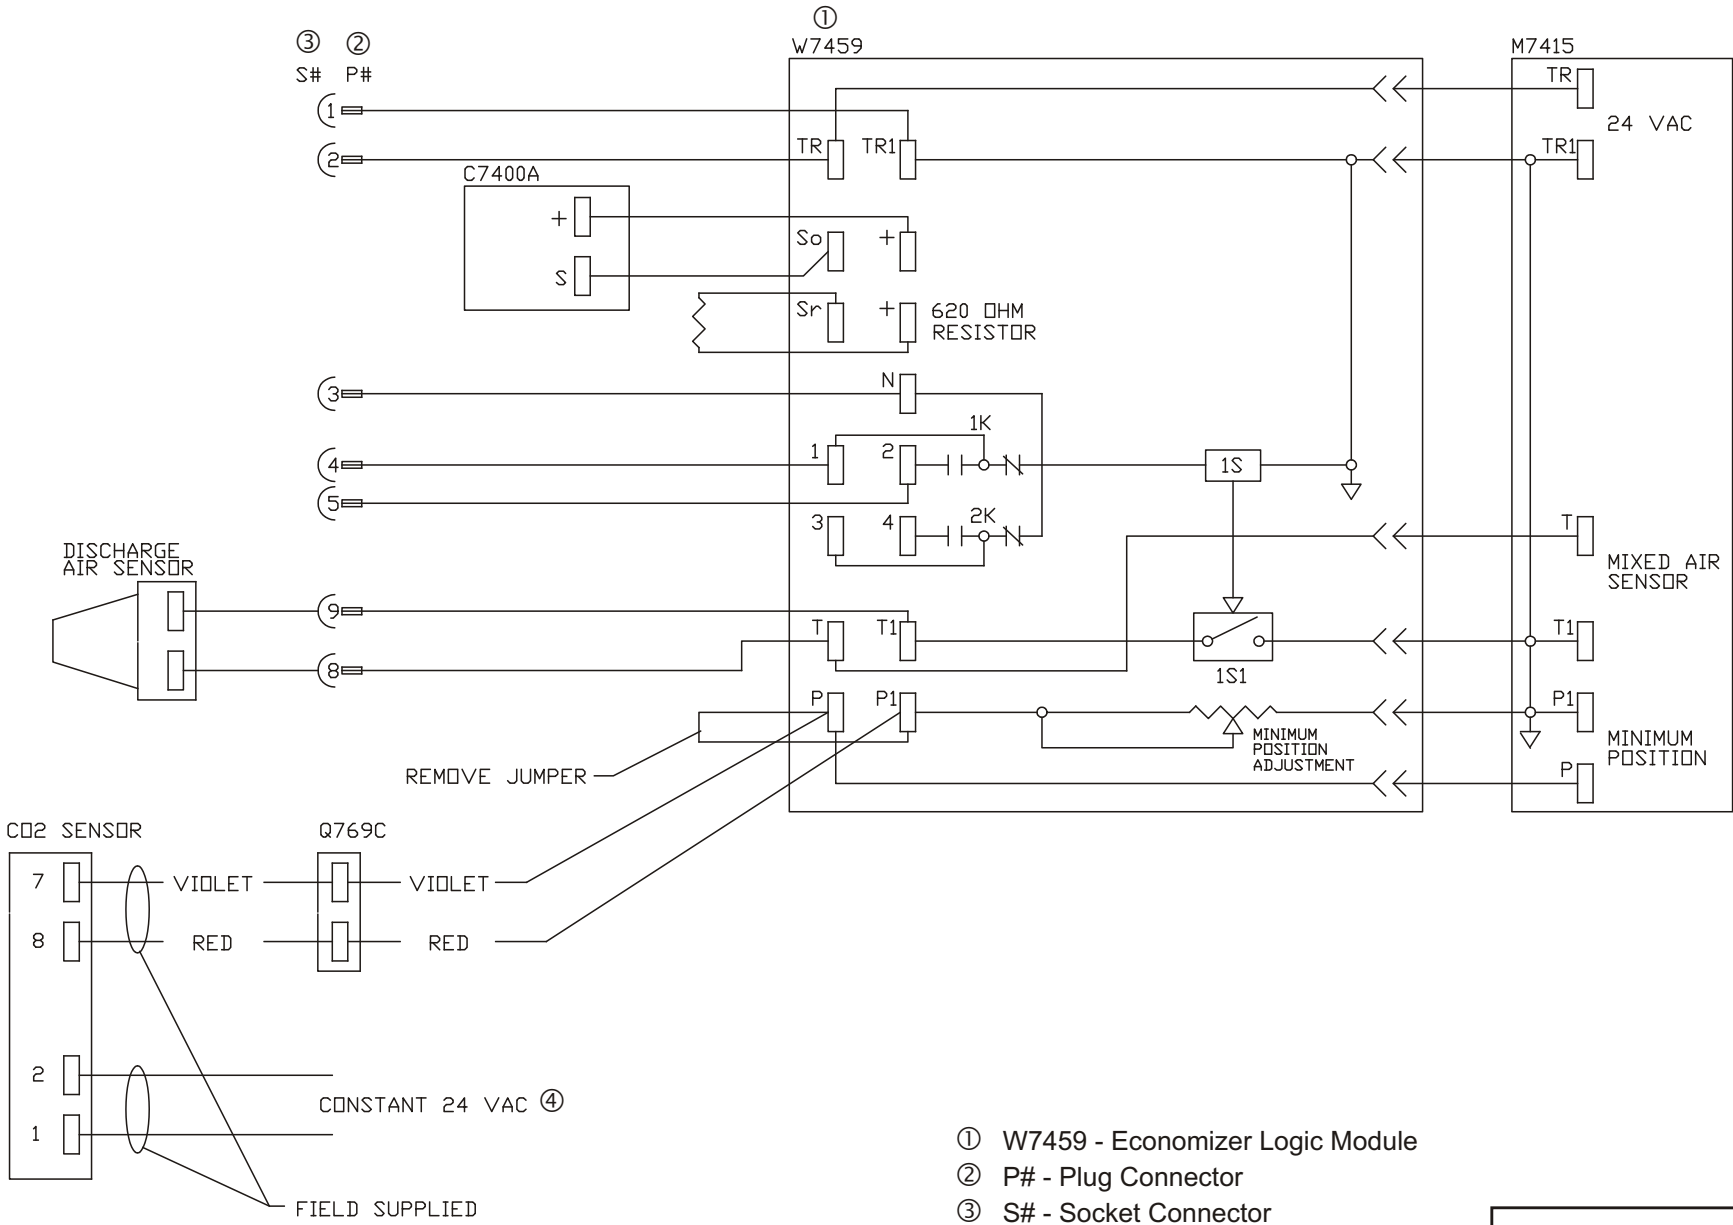 ①
W7459
M7415
③ ②
S# P#
TR
24 VAC
1
TR TR1
TR1
2
C7400A
+
So +
S
Sr + 620 OHM
RESISTOR
3
N
1K
4
1 2
1S
5
3 4
2K
T
MIXED AIR
SENSOR
DISCHARGE
AIR SENSOR
9
T T1
T1
8
1S1
P P1
P1
MINIMUM
POSITION
ADJUSTMENT
MINIMUM
POSITION
REMOVE JUMPER
P
CO2 SENSOR
Q769C
7 VIOLET VIOLET
8 RED RED
2
CONSTANT 24 VAC ④
1
FIELD SUPPLIED
① W7459 - Economizer Logic Module
② P# - Plug Connector
③ S# - Socket Connector